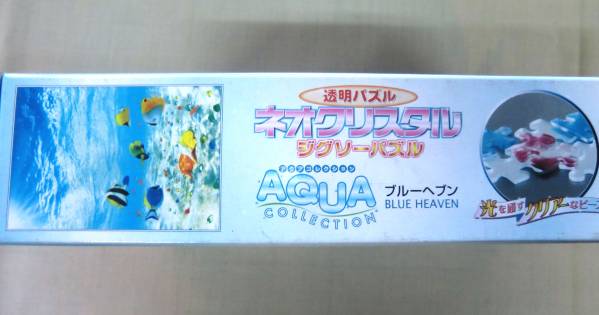 透明パズル
ネオクリスタル
ジグソーパズル
アクアコレクション
AQUA
COLLECTION
ブルーヘブン
BLUE HEAVEN
光を通すクリアーなピース